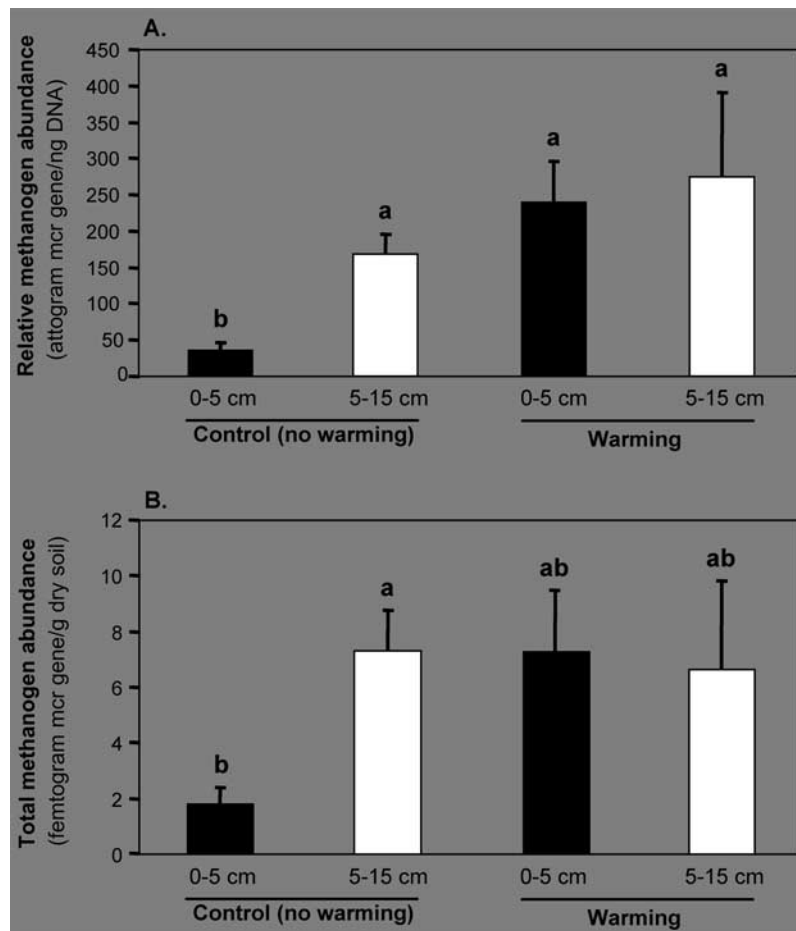 A.
Relative methanogen abundance
(attogram mcr gene/ng DNA)
450
400
350
300
250
200
150
100
50
0
b
a
a
a
0-5 cm 5-15 cm 0-5 cm 5-15 cm
Control (no warming) Warming
B.
Total methanogen abundance
(femtogram mcr gene/g dry soil)
12
10
8
6
4
2
0
b
a
ab
ab
0-5 cm 5-15 cm 0-5 cm 5-15 cm
Control (no warming) Warming